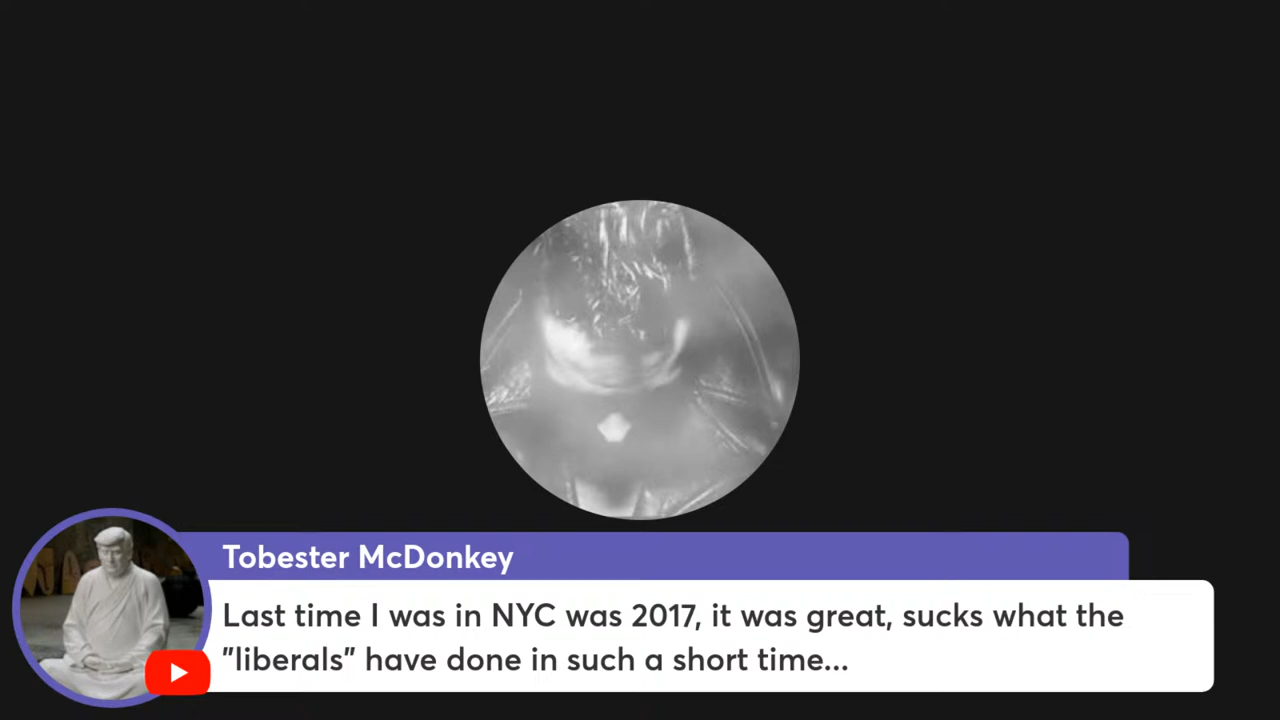 Tobester McDonkey
Last time I was in NYC was 2017, it was great, sucks what the
"liberals" have done in such a short time...